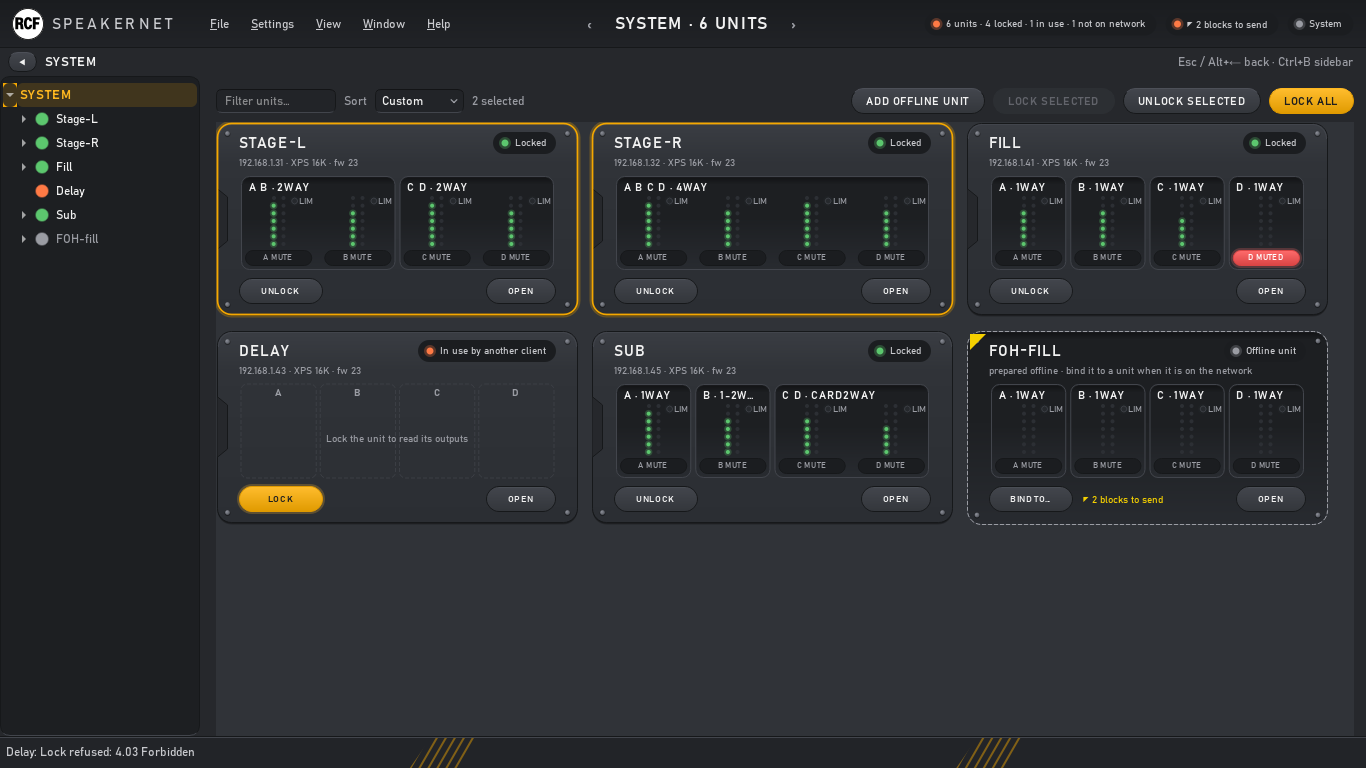 RCF SPEAKERNET File Settings View Window Help ‹ SYSTEM · 6 UNITS › 6 units · 4 locked · 1 in use · 1 not on network 2 blocks to send System
SYSTEM Esc / Alt+← back · Ctrl+B sidebar
SYSTEM
Stage-L
Stage-R
Fill
Delay
Sub
FOH-fill
Filter units… Sort Custom 2 selected ADD OFFLINE UNIT LOCK SELECTED UNLOCK SELECTED LOCK ALL
STAGE-L Locked
192.168.1.31 · XPS 16K · fw 23
A B · 2WAY C D · 2WAY
LIM LIM LIM LIM
A MUTE B MUTE C MUTE D MUTE
UNLOCK OPEN
STAGE-R Locked
192.168.1.32 · XPS 16K · fw 23
A B C D · 4WAY
LIM LIM LIM LIM
A MUTE B MUTE C MUTE D MUTE
UNLOCK OPEN
FILL Locked
192.168.1.41 · XPS 16K · fw 23
A · 1WAY B · 1WAY C · 1WAY D · 1WAY
LIM LIM LIM LIM
A MUTE B MUTE C MUTE D MUTED
UNLOCK OPEN
DELAY In use by another client
192.168.1.43 · XPS 16K · fw 23
A B C D
Lock the unit to read its outputs
LOCK OPEN
SUB Locked
192.168.1.45 · XPS 16K · fw 23
A · 1WAY B · 1-2W… C D · CARD2WAY
LIM LIM LIM LIM
A MUTE B MUTE C MUTE D MUTE
UNLOCK OPEN
FOH-FILL Offline unit
prepared offline · bind it to a unit when it is on the network
A · 1WAY B · 1WAY C · 1WAY D · 1WAY
LIM LIM LIM LIM
A MUTE B MUTE C MUTE D MUTE
BIND TO… 2 blocks to send OPEN
Delay: Lock refused: 4.03 Forbidden